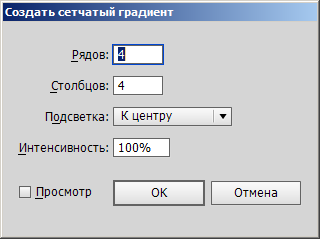 Создать сетчатый градиент
Рядов: 4
Столбцов: 4
Подсветка: К центру
Интенсивность: 100%
Просмотр OK Отмена